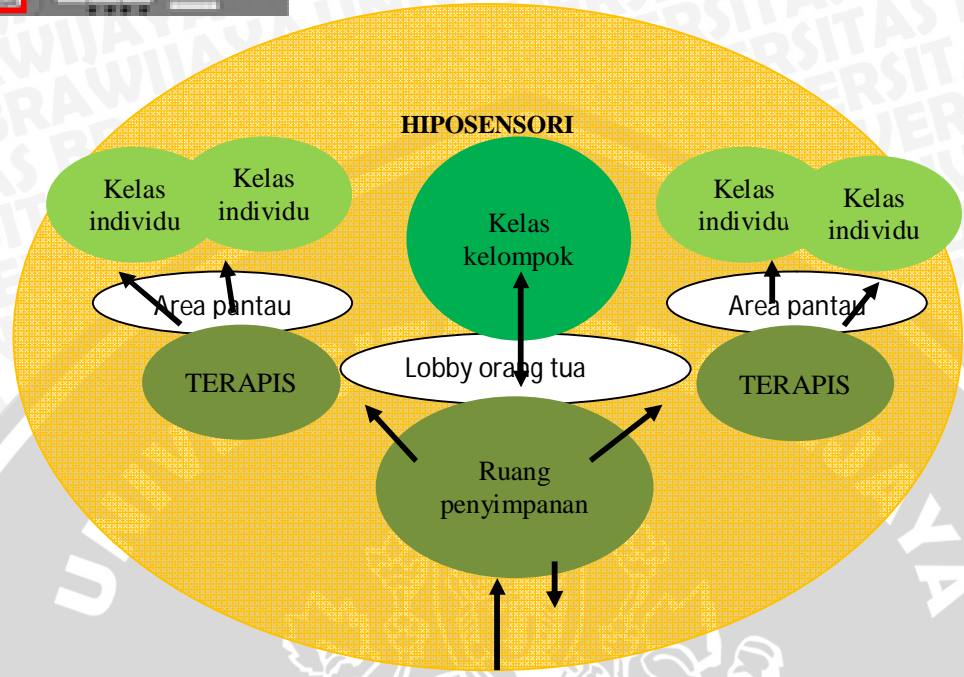 HIPOSENSORI
Kelas
individu
Kelas
individu
Kelas
kelompok
Kelas
individu
Kelas
individu
Area pantau
Area pantau
TERAPIS
Lobby orang tua
TERAPIS
Ruang
penyimpanan